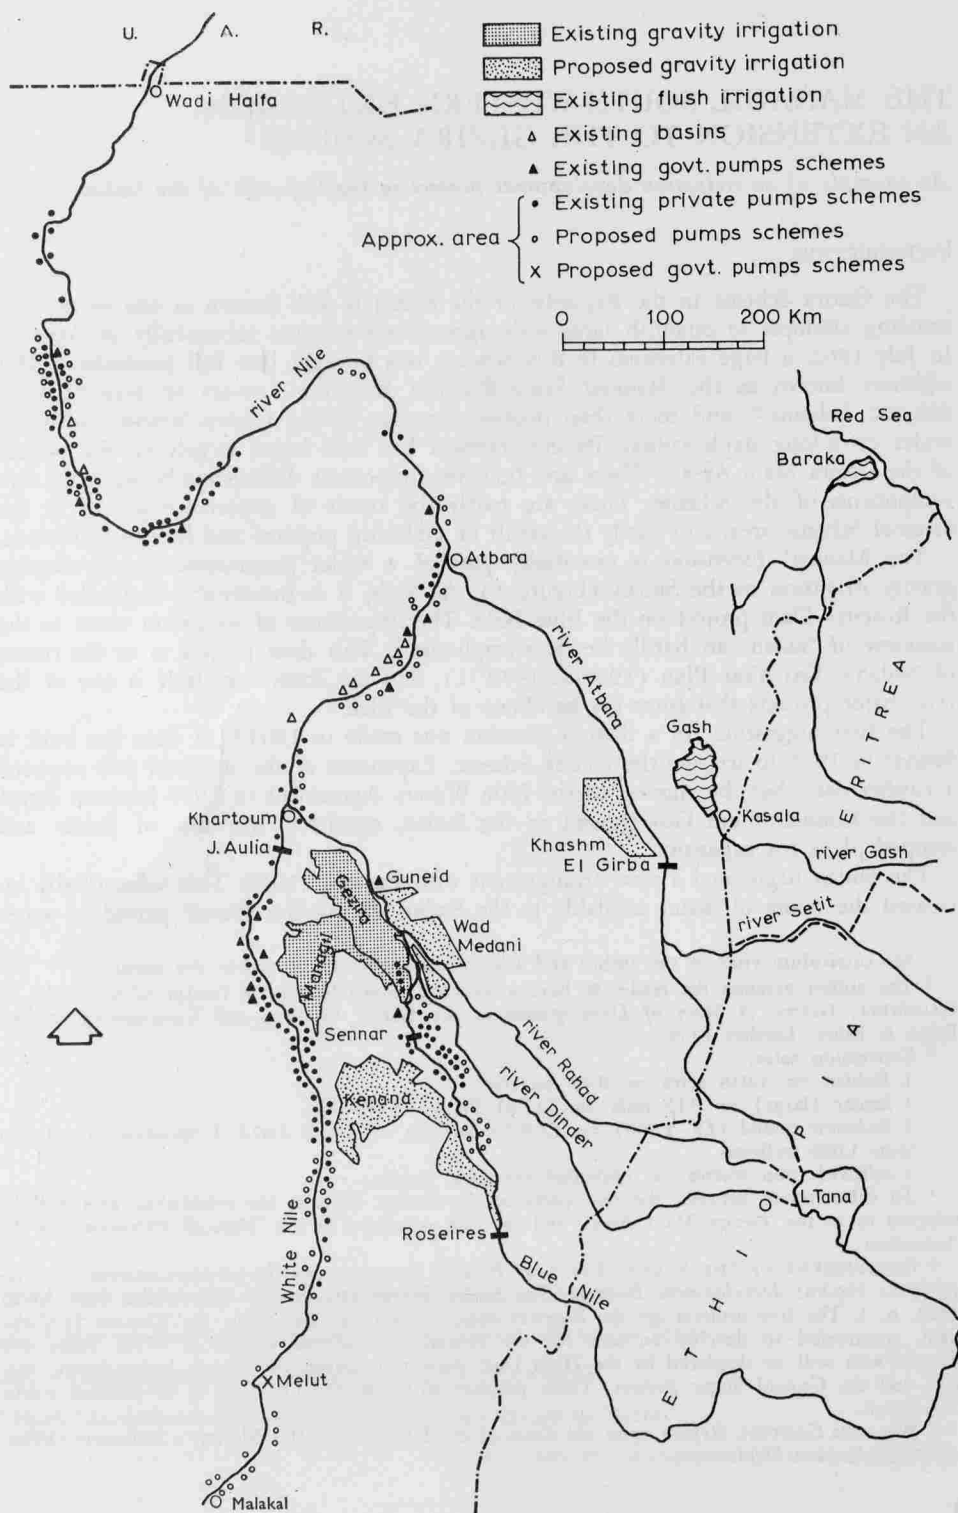 U. A. R.
Existing gravity irrigation
Proposed gravity irrigation
Existing flush irrigation
Existing basins
Existing govt. pumps schemes
Approx. area
Existing private pumps schemes
Proposed pumps schemes
x Proposed govt. pumps schemes
0 100 200 Km
Wadi Halfa
river Nile
Red Sea
Baraka
Atbara
river Atbara
ERETREA
Gash
Khartoum
Kasala
J. Aulia
Khashm
El Girba
river Gash
Guneid
Gezira
river Setit
Wad
Medani
Managil
Sennar
river Rahad
river Dinder
Kenana
L.Tana
White Nile
Roseires
Blue Nile
ETHIOPIA
x Melut
Malakal